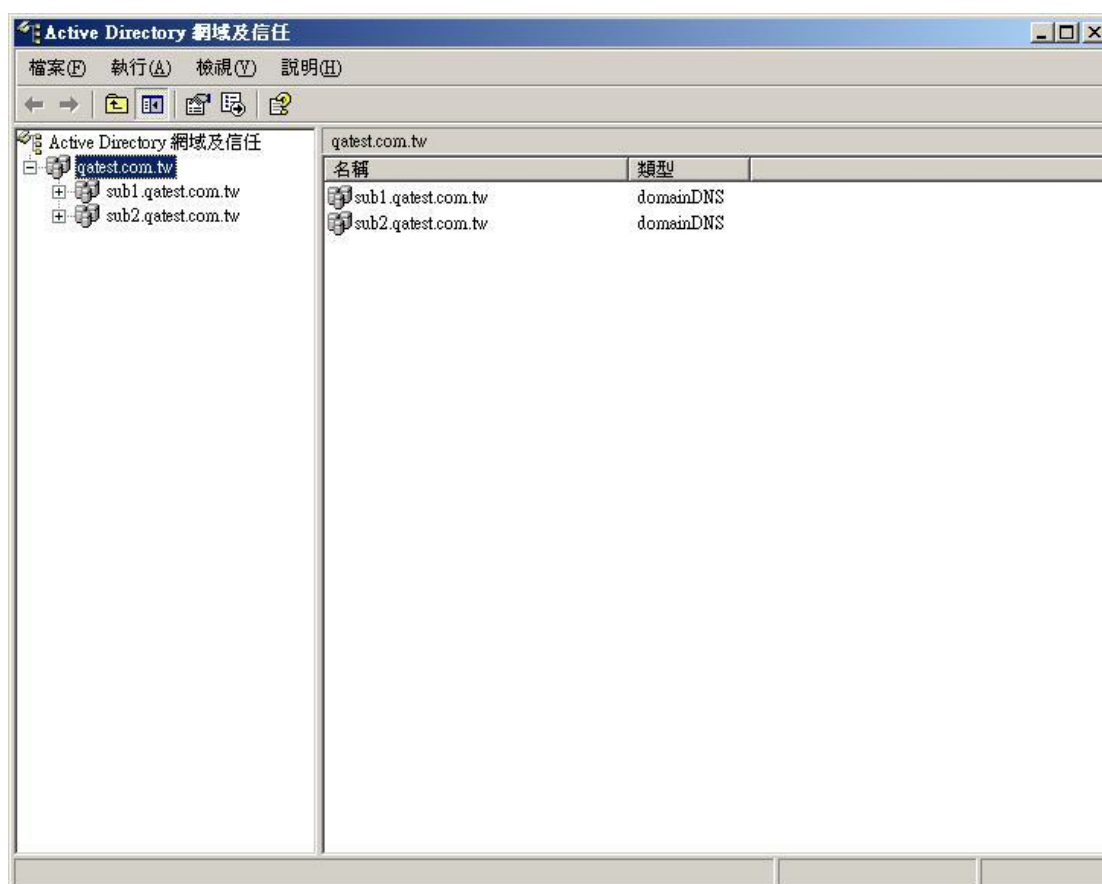 Active Directory 網域及信任
檔案(F) 執行(A) 檢視(V) 説明(H)
Active Directory 網域及信任
qatest.com.tw
sub1.qatest.com.tw
sub2.qatest.com.tw
qatest.com.tw
名稱 類型
sub1.qatest.com.tw domainDNS
sub2.qatest.com.tw domainDNS